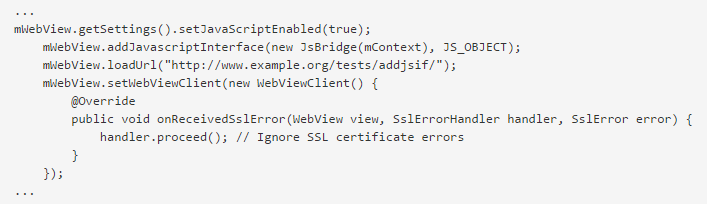 ...
mWebView.getSettings().setJavaScriptEnabled(true);
    mWebView.addJavascriptInterface(new JsBridge(mContext), JS_OBJECT);
    mWebView.loadUrl("http://www.example.org/tests/addjsif/");
    mWebView.setWebViewClient(new WebViewClient() {
        @Override
        public void onReceivedSslError(WebView view, SslErrorHandler handler, SslError error) {
            handler.proceed(); // Ignore SSL certificate errors
        }
    });
...